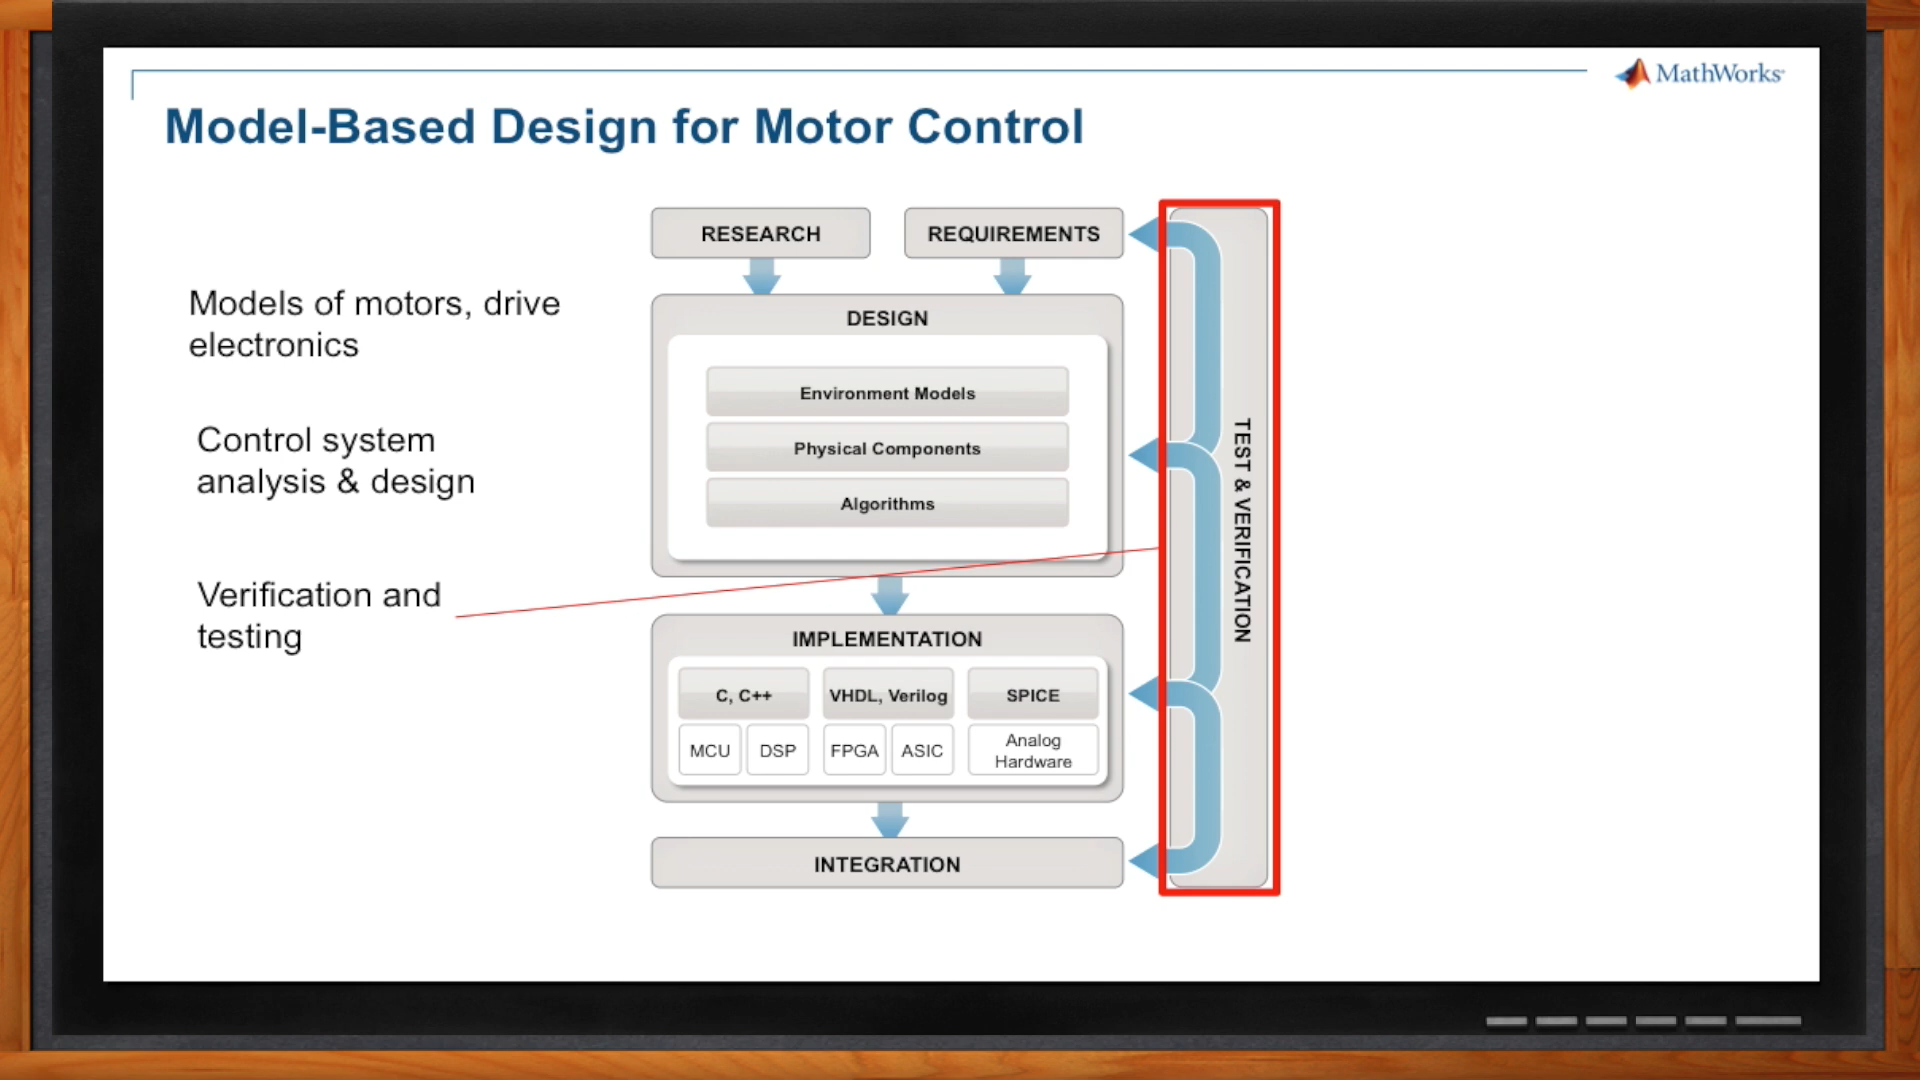 MathWorks
Model-Based Design for Motor Control
Models of motors, drive
electronics
Control system
analysis & design
Verification and
testing
RESEARCH
REQUIREMENTS
DESIGN
Environment Models
Physical Components
Algorithms
IMPLEMENTATION
C, C++
VHDL, Verilog
SPICE
MCU
DSP
FPGA
ASIC
Analog
Hardware
INTEGRATION
TEST & VERIFICATION